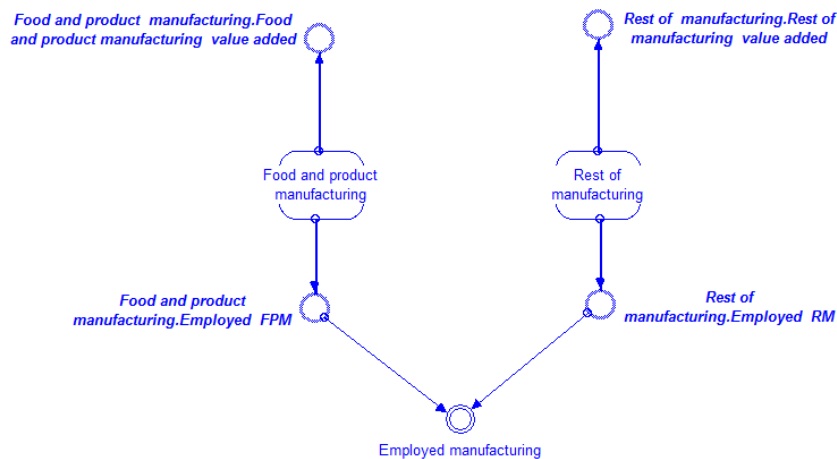 Food and product manufacturing.Food
and product manufacturing value added
Rest of manufacturing.Rest of
manufacturing value added
Food and product
manufacturing
Rest of
manufacturing
Food and product
manufacturing.Employed FPM
Rest of
manufacturing.Employed RM
Employed manufacturing